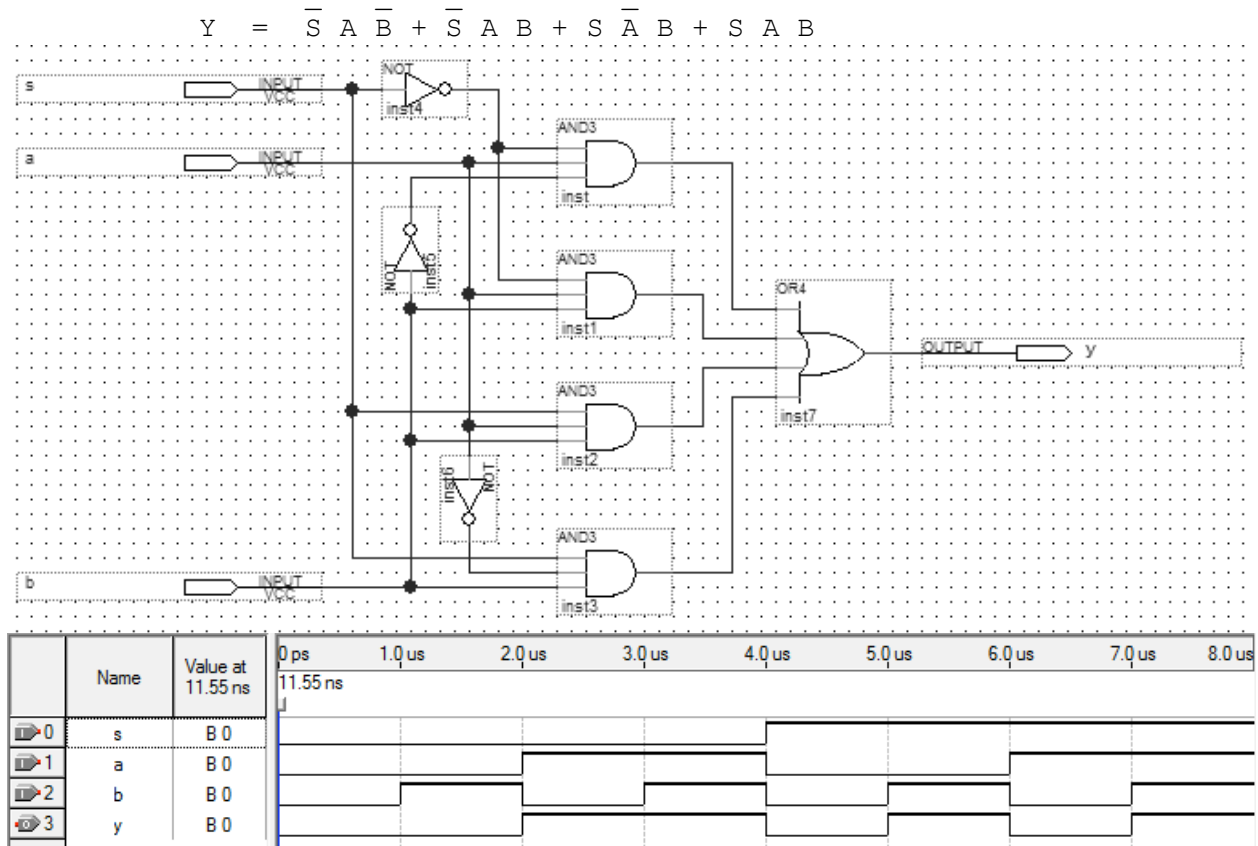 Y = S̅ A B̅ + S̅ A B + S A̅ B + S A B
s INPUT VCC
NOT inst4
a INPUT VCC
AND3 inst
NOT inst5
AND3 inst1
OR4 inst7
OUTPUT y
AND3 inst2
inst6 NOT
AND3 inst3
b INPUT VCC
Name Value at 11.55 ns 0 ps 1.0 us 2.0 us 3.0 us 4.0 us 5.0 us 6.0 us 7.0 us 8.0 us
11.55 ns
0 s B 0
1 a B 0
2 b B 0
3 y B 0